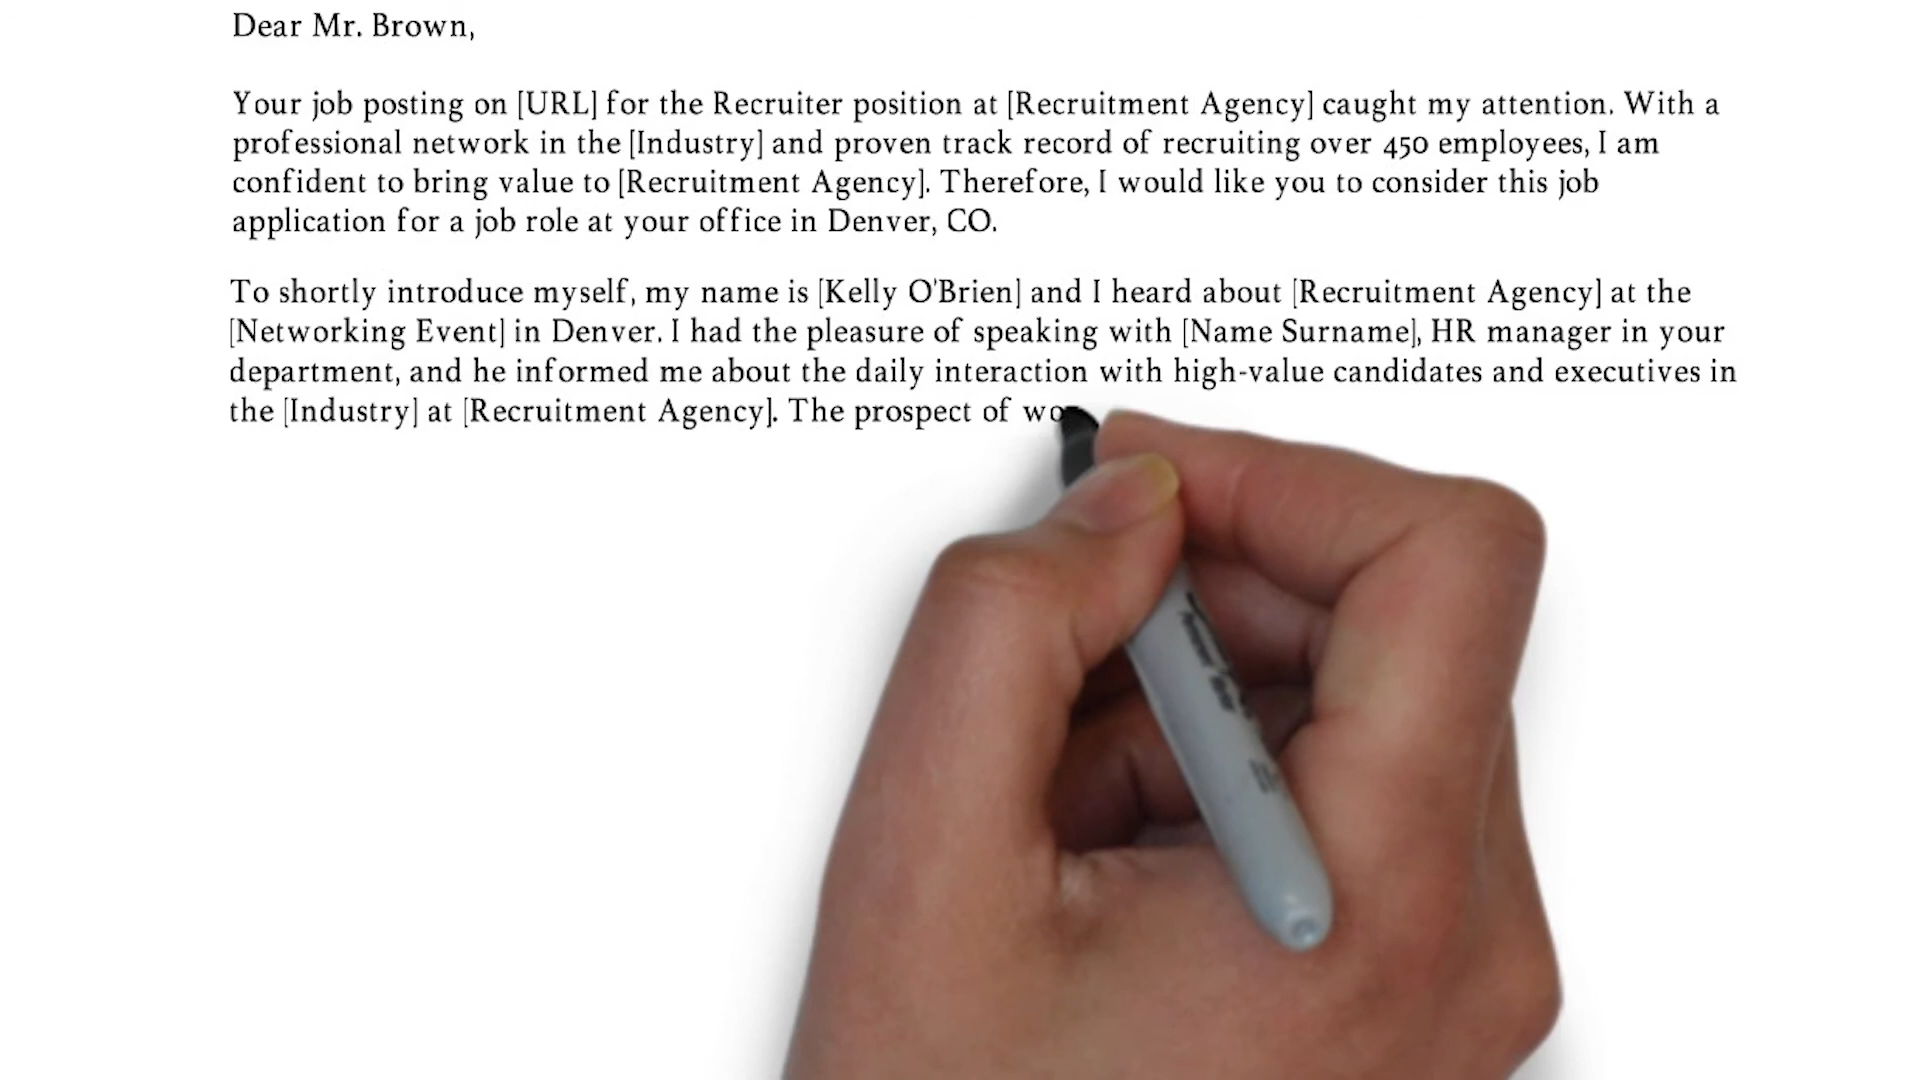 Dear Mr. Brown,
Your job posting on [URL] for the Recruiter position at [Recruitment Agency] caught my attention. With a
professional network in the [Industry] and proven track record of recruiting over 450 employees, I am
confident to bring value to [Recruitment Agency]. Therefore, I would like you to consider this job
application for a job role at your office in Denver, CO.
To shortly introduce myself, my name is [Kelly O'Brien] and I heard about [Recruitment Agency] at the
[Networking Event] in Denver. I had the pleasure of speaking with [Name Surname], HR manager in your
department, and he informed me about the daily interaction with high-value candidates and executives in
the [Industry] at [Recruitment Agency]. The prospect of wo